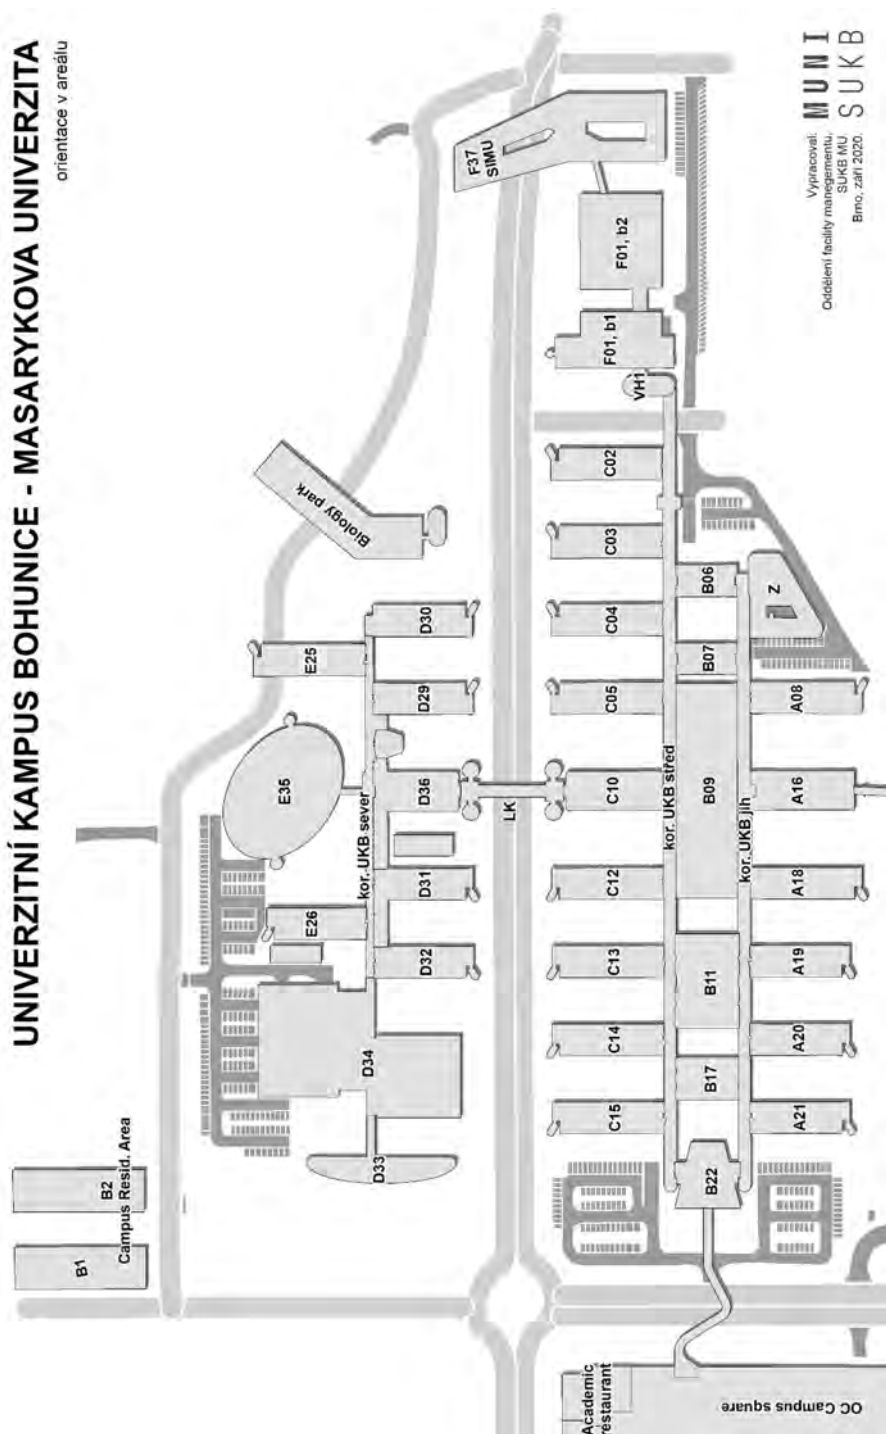 UNIVERZITNÍ KAMPUS BOHUNICE - MASARYKOVA UNIVERZITA
orientace v areálu
MUNI
SUKB
Vypracoval:
Oddělení facility managementu,
SUKB MU
Brno, září 2020.
F37
SIMU
F01, b2
F01, b1
VH1
Biology park
C02
C03
C04
C05
C10
C12
C13
C14
C15
B06
B07
B09
B11
B17
B22
Z
A08
A16
A18
A19
A20
A21
D30
D29
D36
D31
D32
D34
D33
E25
E35
E26
LK
kor. UKB sever
kor. UKB střed
kor. UKB jih
B2
Campus Resid. Area
B1
Academic
restaurant
OC Campus square